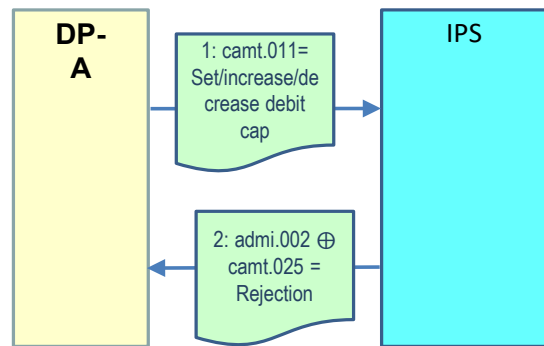 DP-
A
1: camt.011=
Set/increase/de
crease debit
cap
IPS
2: admi.002 ⊕
camt.025 =
Rejection